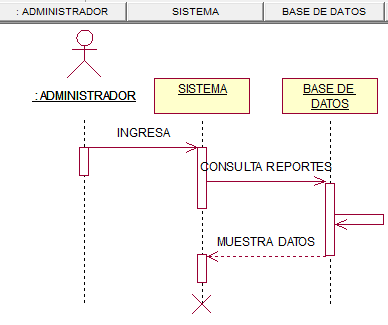 : ADMINISTRADOR
SISTEMA
BASE DE DATOS
: ADMINISTRADOR
SISTEMA
BASE DE
DATOS
INGRESA
CONSULTA REPORTES
MUESTRA DATOS